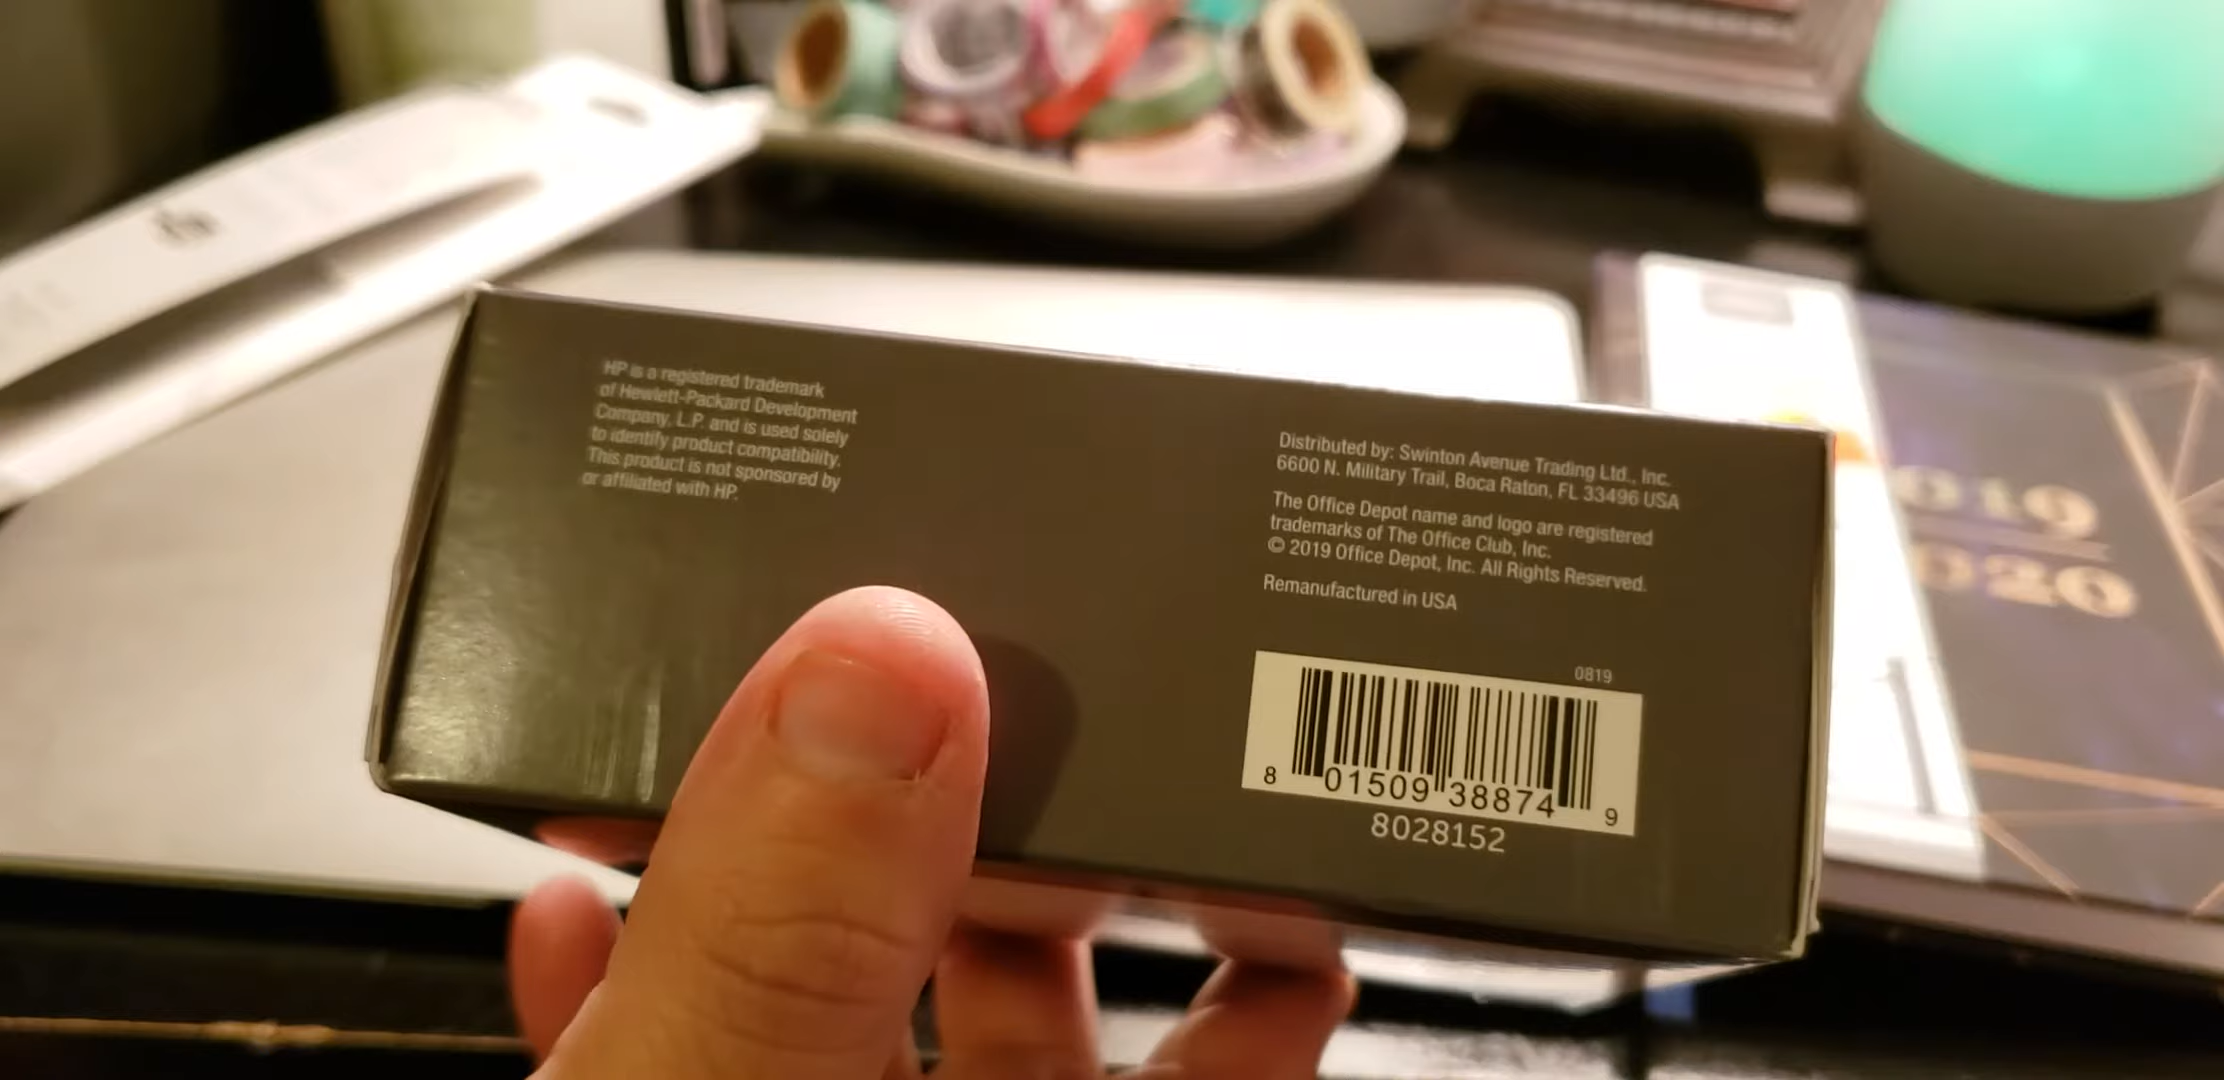 HP is a registered trademark
of Hewlett-Packard Development
Company, L.P. and is used solely
to identify product compatibility.
This product is not sponsored by
or affiliated with HP.
Distributed by: Swinton Avenue Trading Ltd., Inc.
6600 N. Military Trail, Boca Raton, FL 33496 USA
The Office Depot name and logo are registered
trademarks of The Office Club, Inc.
© 2019 Office Depot, Inc. All Rights Reserved.
Remanufactured in USA
0819
8 01509 38874 9
8028152
2019
2020